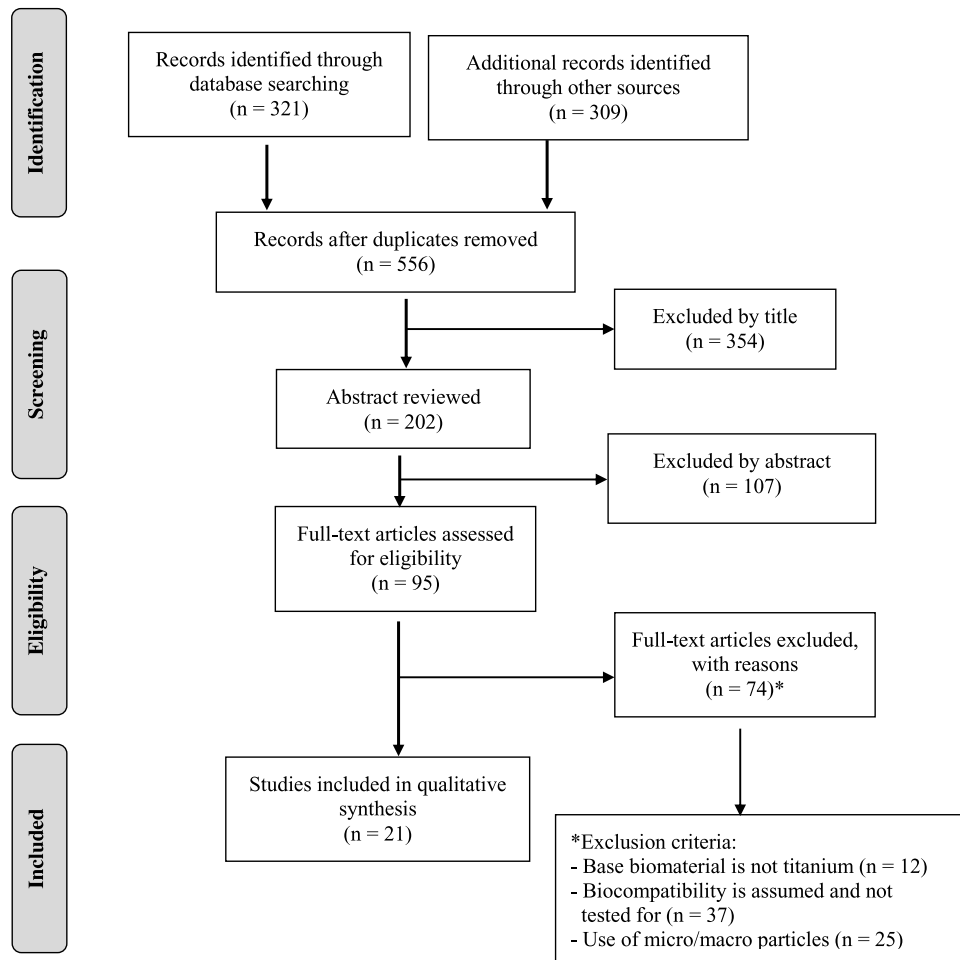 Identification
Records identified through
database searching
(n = 321)
Additional records identified
through other sources
(n = 309)
Records after duplicates removed
(n = 556)
Screening
Excluded by title
(n = 354)
Abstract reviewed
(n = 202)
Excluded by abstract
(n = 107)
Eligibility
Full-text articles assessed
for eligibility
(n = 95)
Full-text articles excluded,
with reasons
(n = 74)*
Included
Studies included in qualitative
synthesis
(n = 21)
*Exclusion criteria:
- Base biomaterial is not titanium (n = 12)
- Biocompatibility is assumed and not
tested for (n = 37)
- Use of micro/macro particles (n = 25)